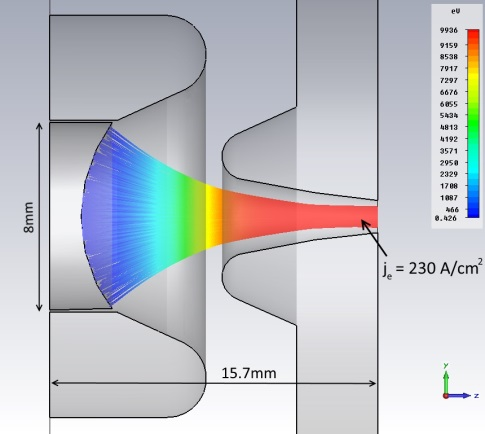 eV
9936
9159
8538
7917
7297
6676
6055
5434
4813
4192
3571
2950
2329
1708
1087
466
0.426
8mm
jₑ = 230 A/cm²
15.7mm
y
z